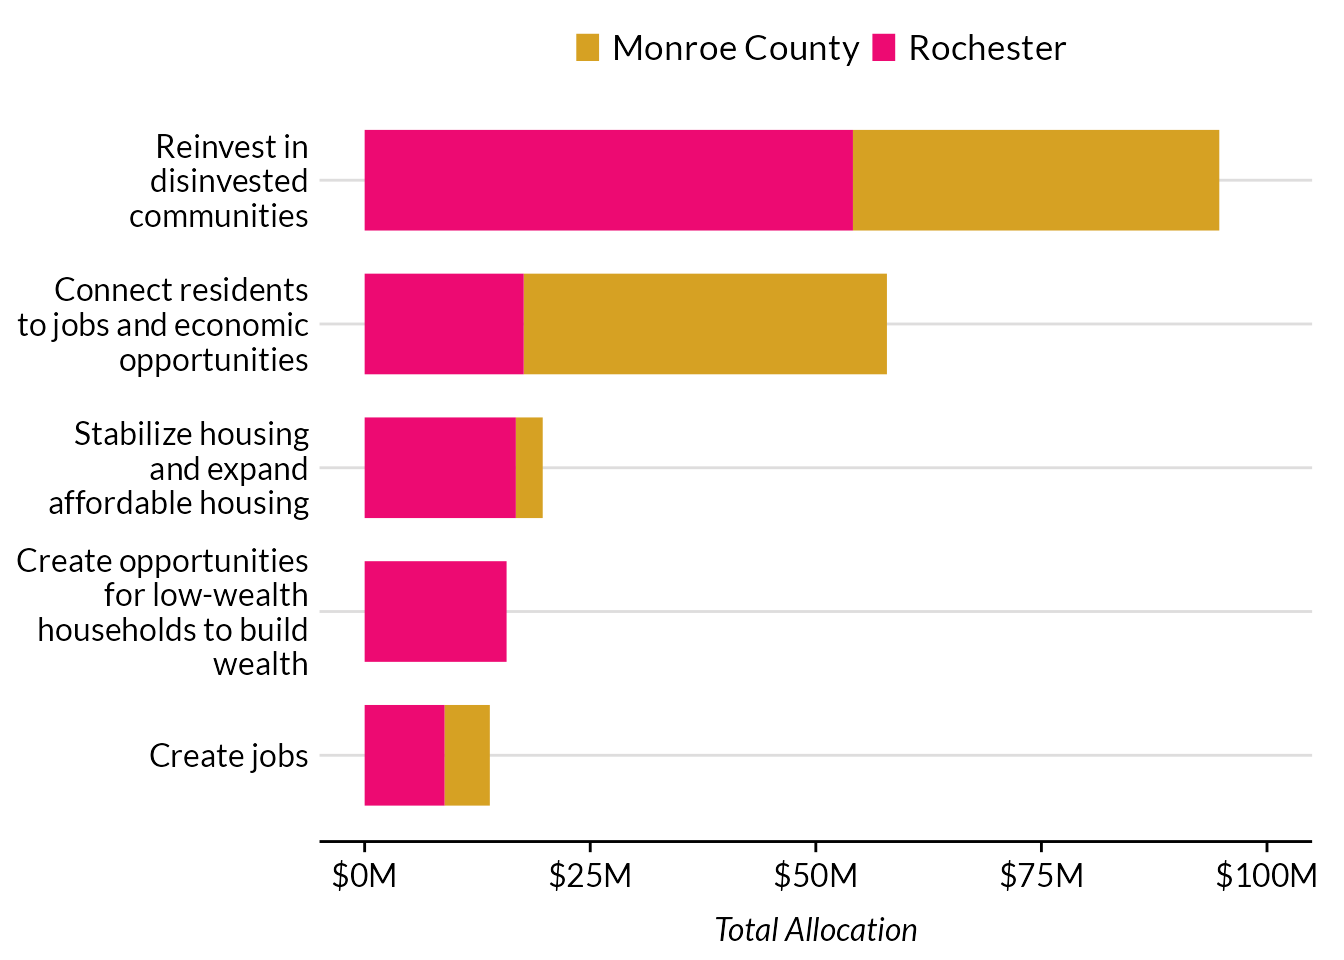 Monroe County Rochester
Reinvest in
disinvested
communities
Connect residents
to jobs and economic
opportunities
Stabilize housing
and expand
affordable housing
Create opportunities
for low-wealth
households to build
wealth
Create jobs
$0M $25M $50M $75M $100M
Total Allocation